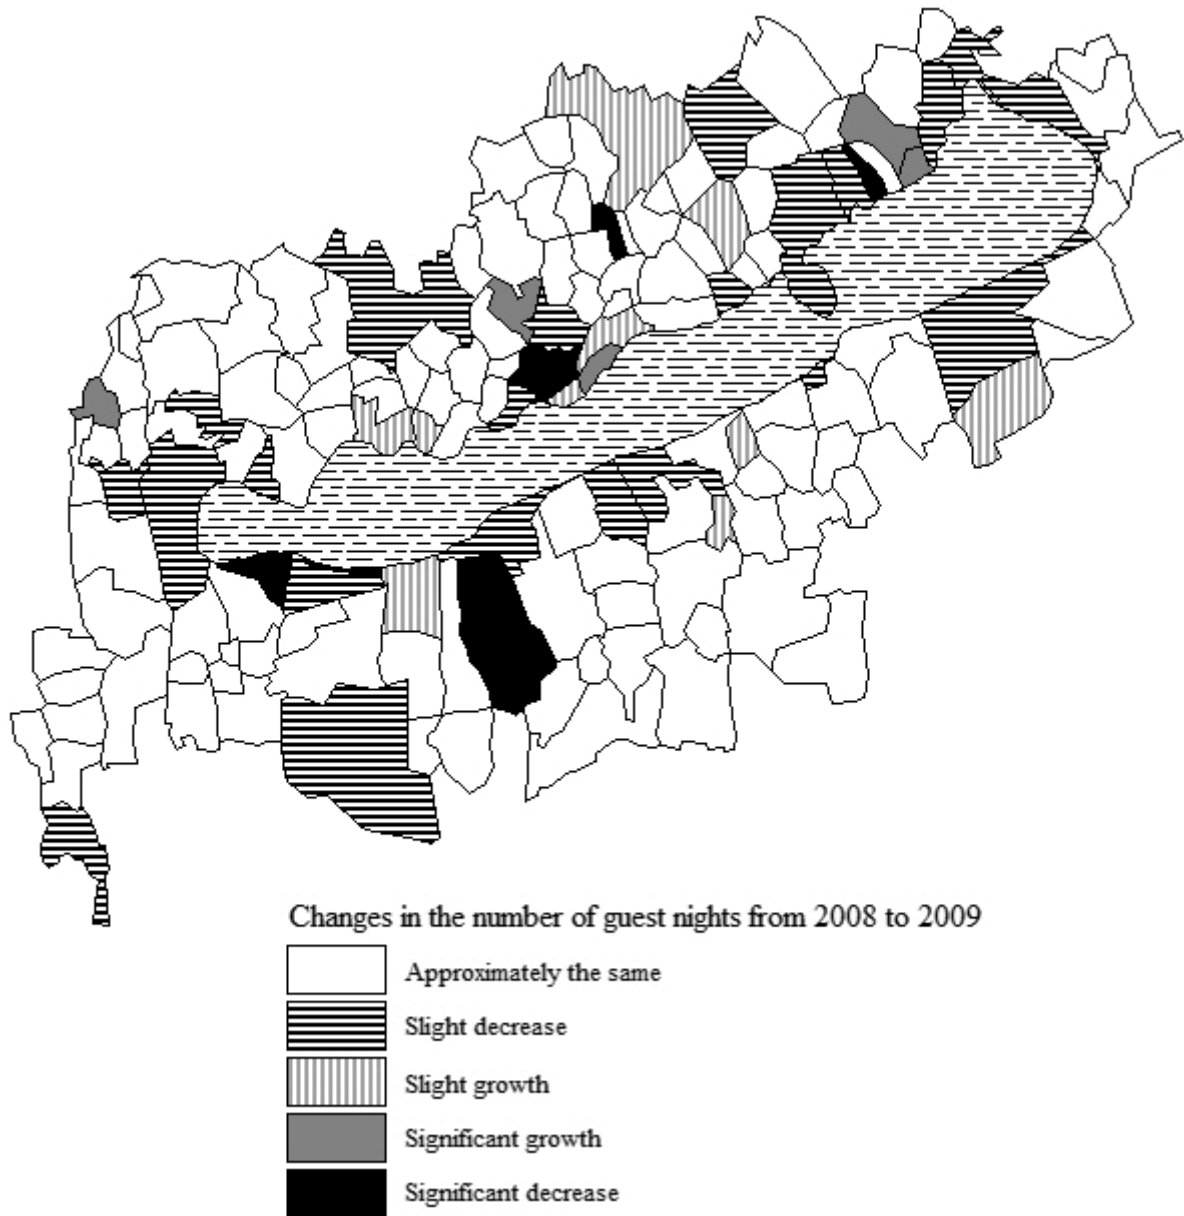 Changes in the number of guest nights from 2008 to 2009
Approximately the same
Slight decrease
Slight growth
Significant growth
Significant decrease